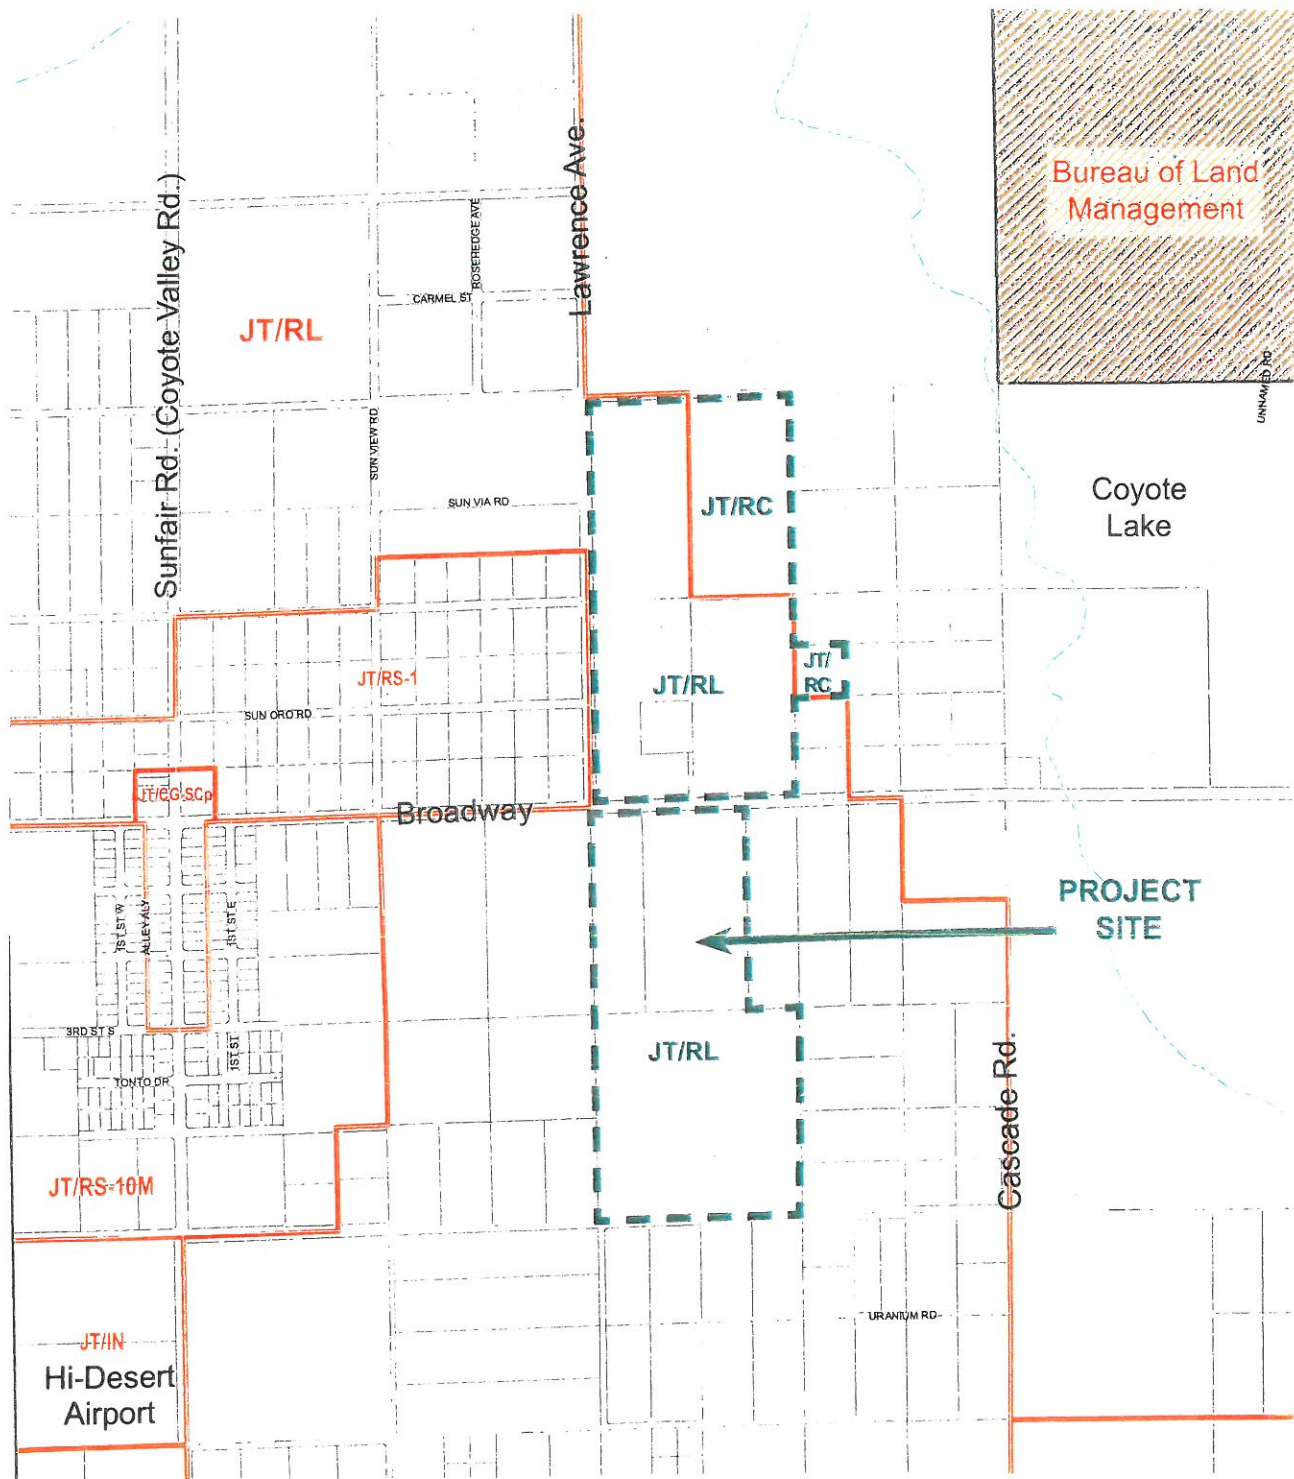 Bureau of Land
Management
Lawrence Ave.
Sunfair Rd. (Coyote Valley Rd.)
ROSEHEDGE AVE
CARMEL ST
JT/RL
UNNAMED RD
SUN VIEW RD
SUN VIA RD
JT/RC
Coyote
Lake
JT/RS-1
JT/RL
JT/
RC
SUN ORO RD
JT/CG-SCp
Broadway
1ST ST W
ALLEY ALY
1ST ST E
PROJECT
SITE
3RD ST S
1ST ST
TONTO DR
JT/RL
Cascade Rd.
JT/RS-10M
URANIUM RD
JT/IN
Hi-Desert
Airport